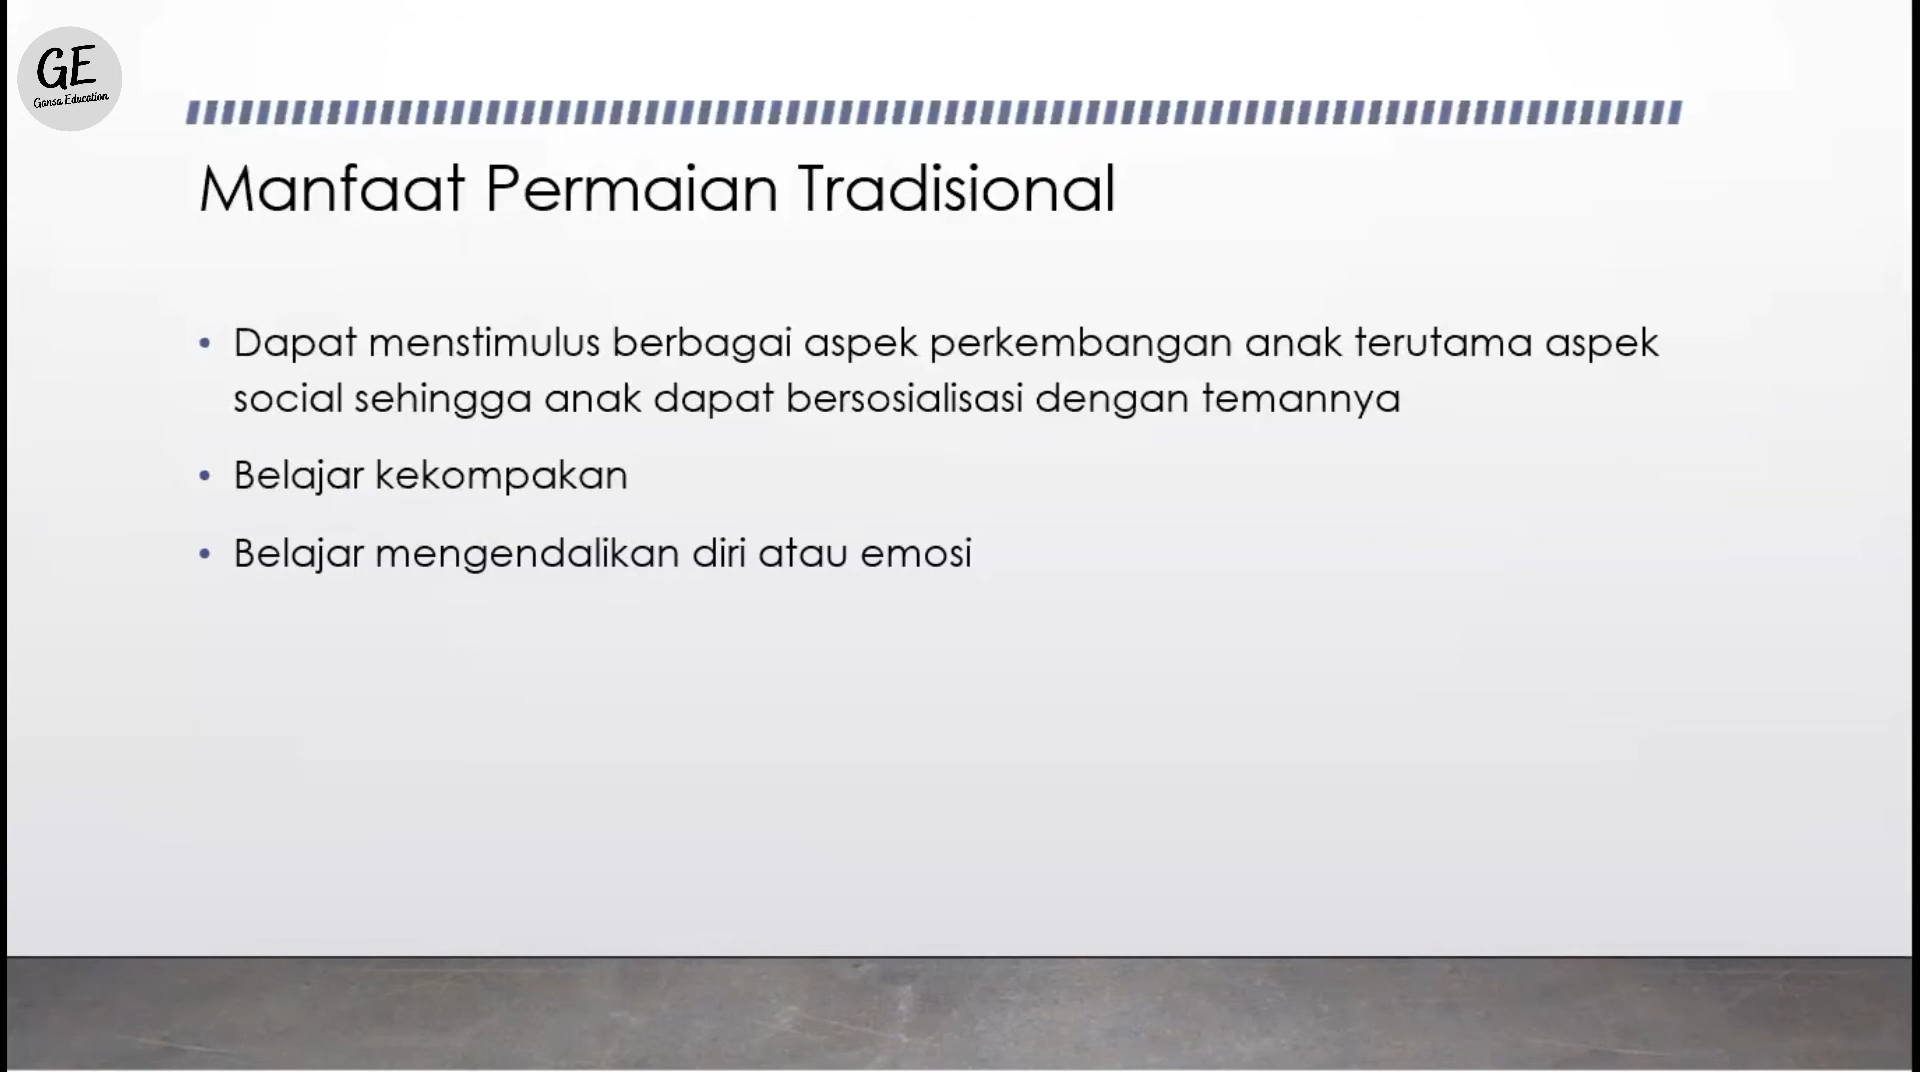 GE
Gansa Education
Manfaat Permaian Tradisional
• Dapat menstimulus berbagai aspek perkembangan anak terutama aspek
social sehingga anak dapat bersosialisasi dengan temannya
• Belajar kekompakan
• Belajar mengendalikan diri atau emosi